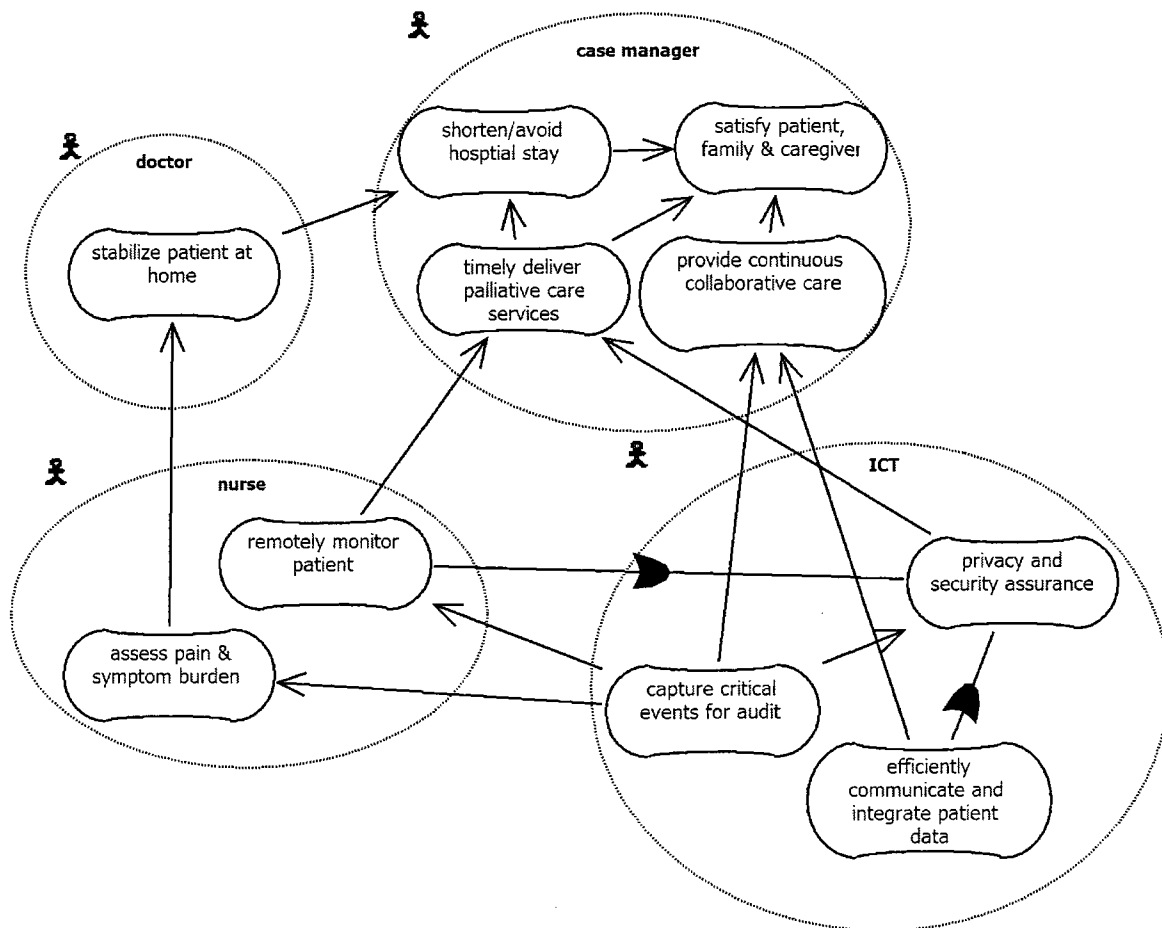 case manager
shorten/avoid
hosptial stay
satisfy patient,
family & caregiver
doctor
stabilize patient at
home
timely deliver
palliative care
services
provide continuous
collaborative care
nurse
ICT
remotely monitor
patient
privacy and
security assurance
assess pain &
symptom burden
capture critical
events for audit
efficiently
communicate and
integrate patient
data